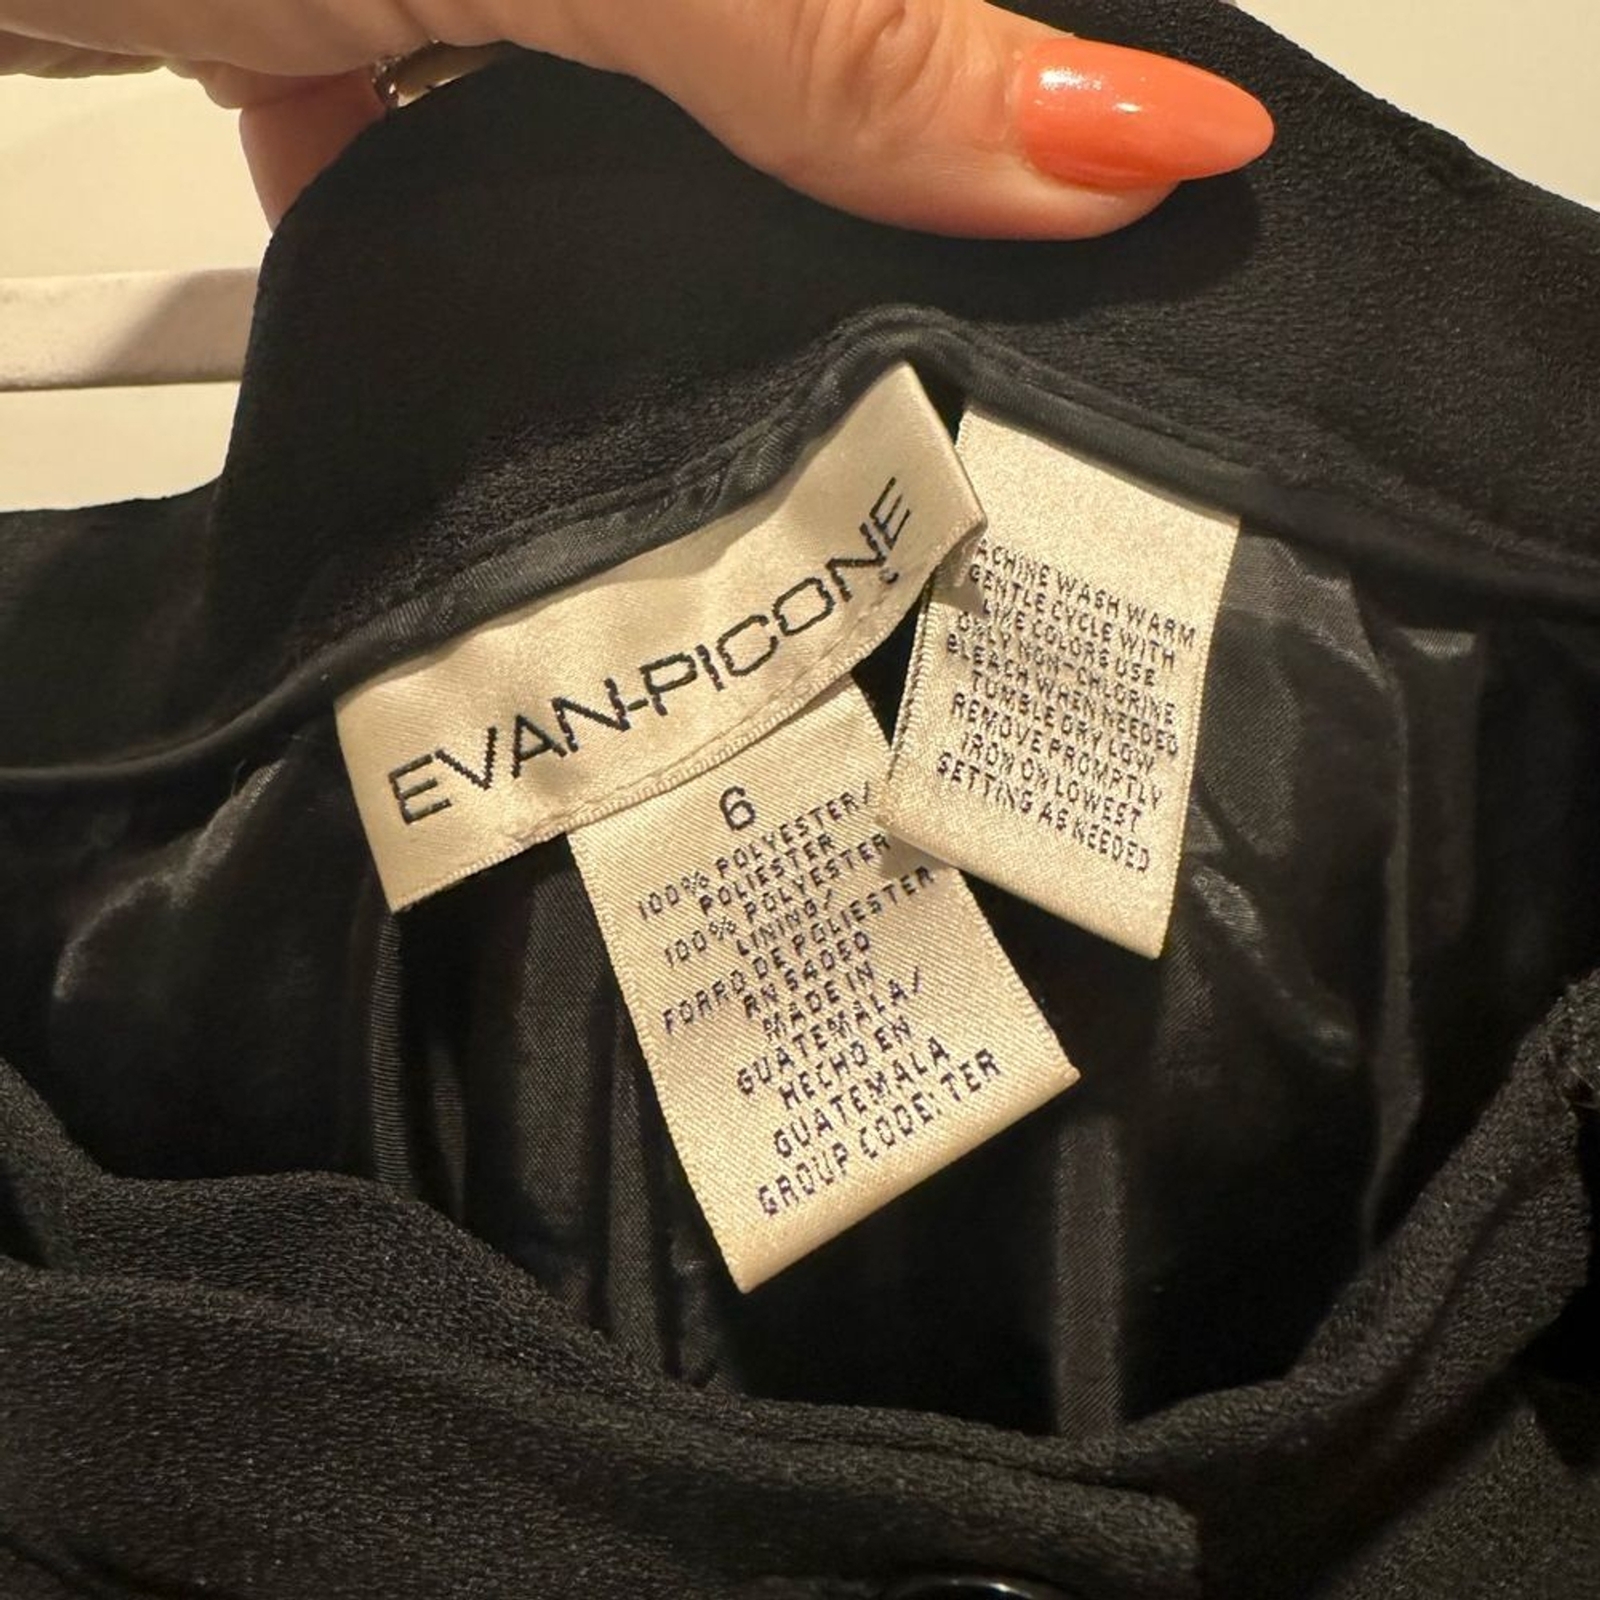 EVAN-PICONE
6
100% POLYESTER/
POLIESTER
100% POLYESTER
LINING/
FORRO DE POLIESTER
RN 54050
MADE IN
GUATEMALA/
HECHO EN
GUATEMALA
GROUP CODE: TER
ACHINE WASH WARM
GENTLE CYCLE WITH
LIKE COLORS USE
ONLY NON-CHLORINE
BLEACH WHEN NEEDED
TUMBLE DRY LOW
REMOVE PROMPTLY
IRON ON LOWEST
SETTING AS NEEDED